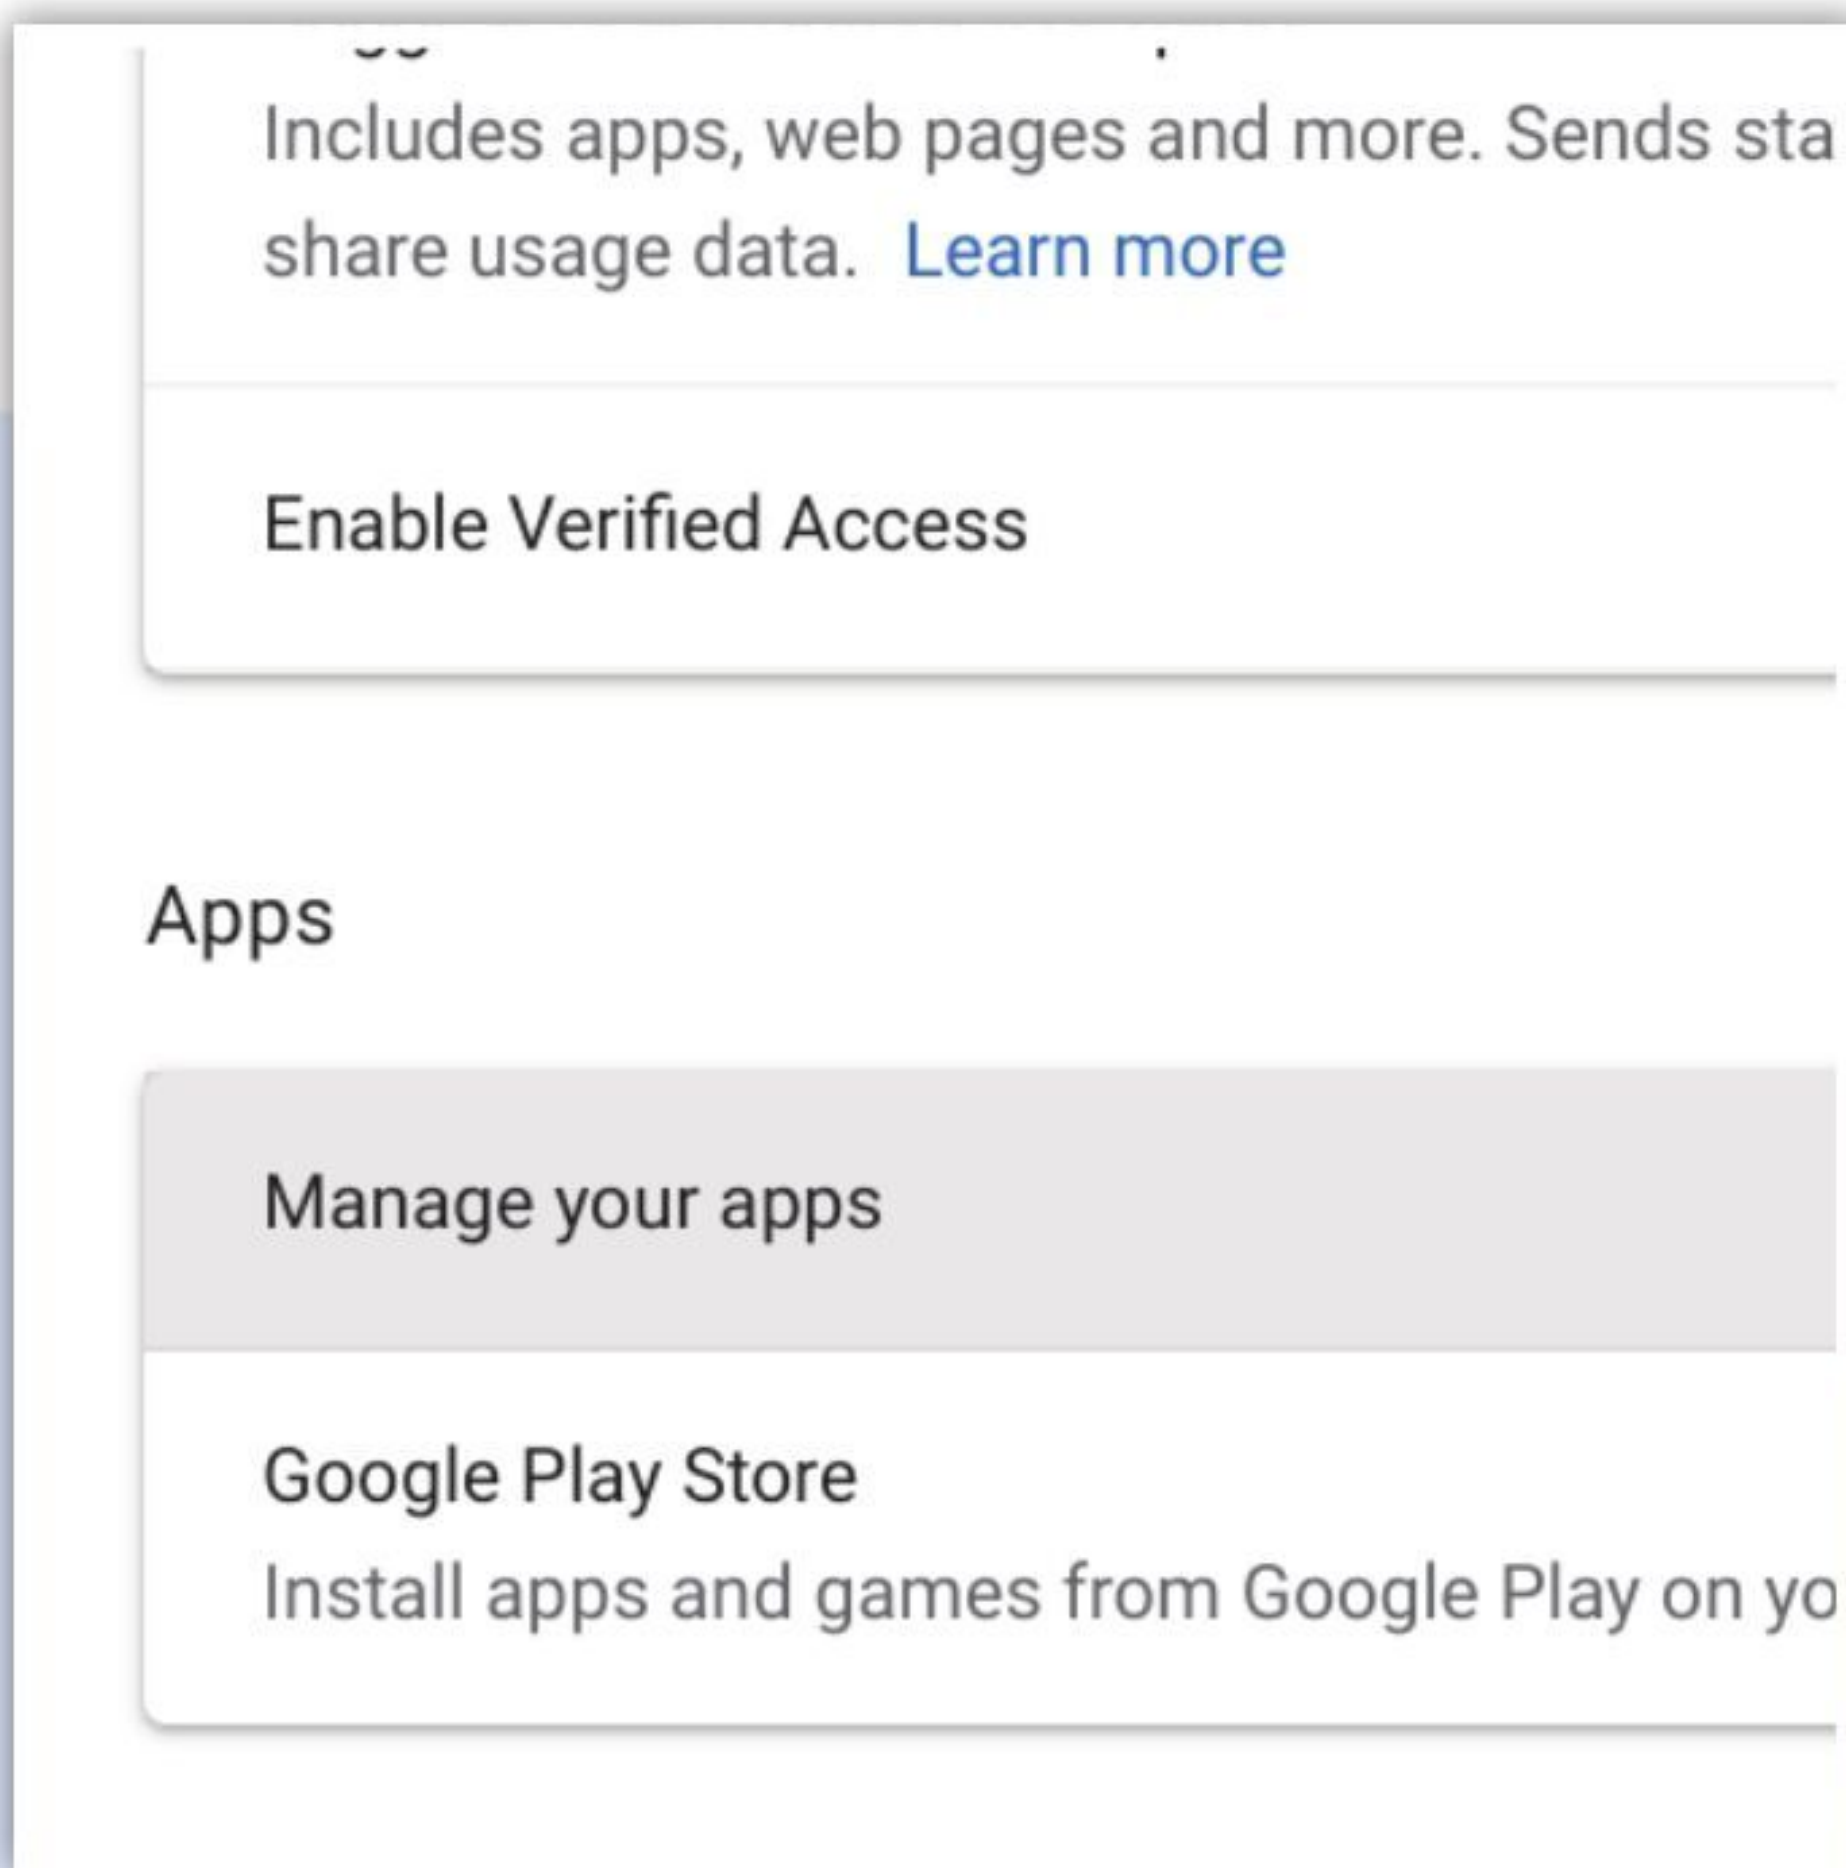 Includes apps, web pages and more. Sends sta
share usage data. Learn more
Enable Verified Access
Apps
Manage your apps
Google Play Store
Install apps and games from Google Play on yo